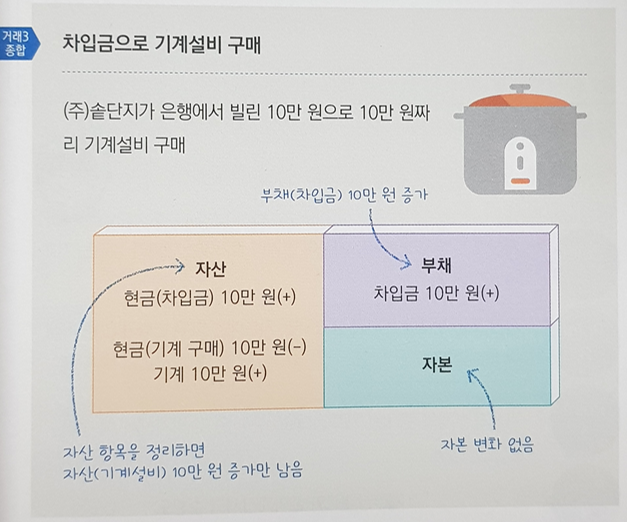 거래3
종합
차입금으로 기계설비 구매
(주)솥단지가 은행에서 빌린 10만 원으로 10만 원짜
리 기계설비 구매
부채(차입금) 10만 원 증가
자산
현금(차입금) 10만 원(+)
현금(기계 구매) 10만 원(-)
기계 10만 원(+)
부채
차입금 10만 원(+)
자본
자산 항목을 정리하면
자산(기계설비) 10만 원 증가만 남음
자본 변화 없음